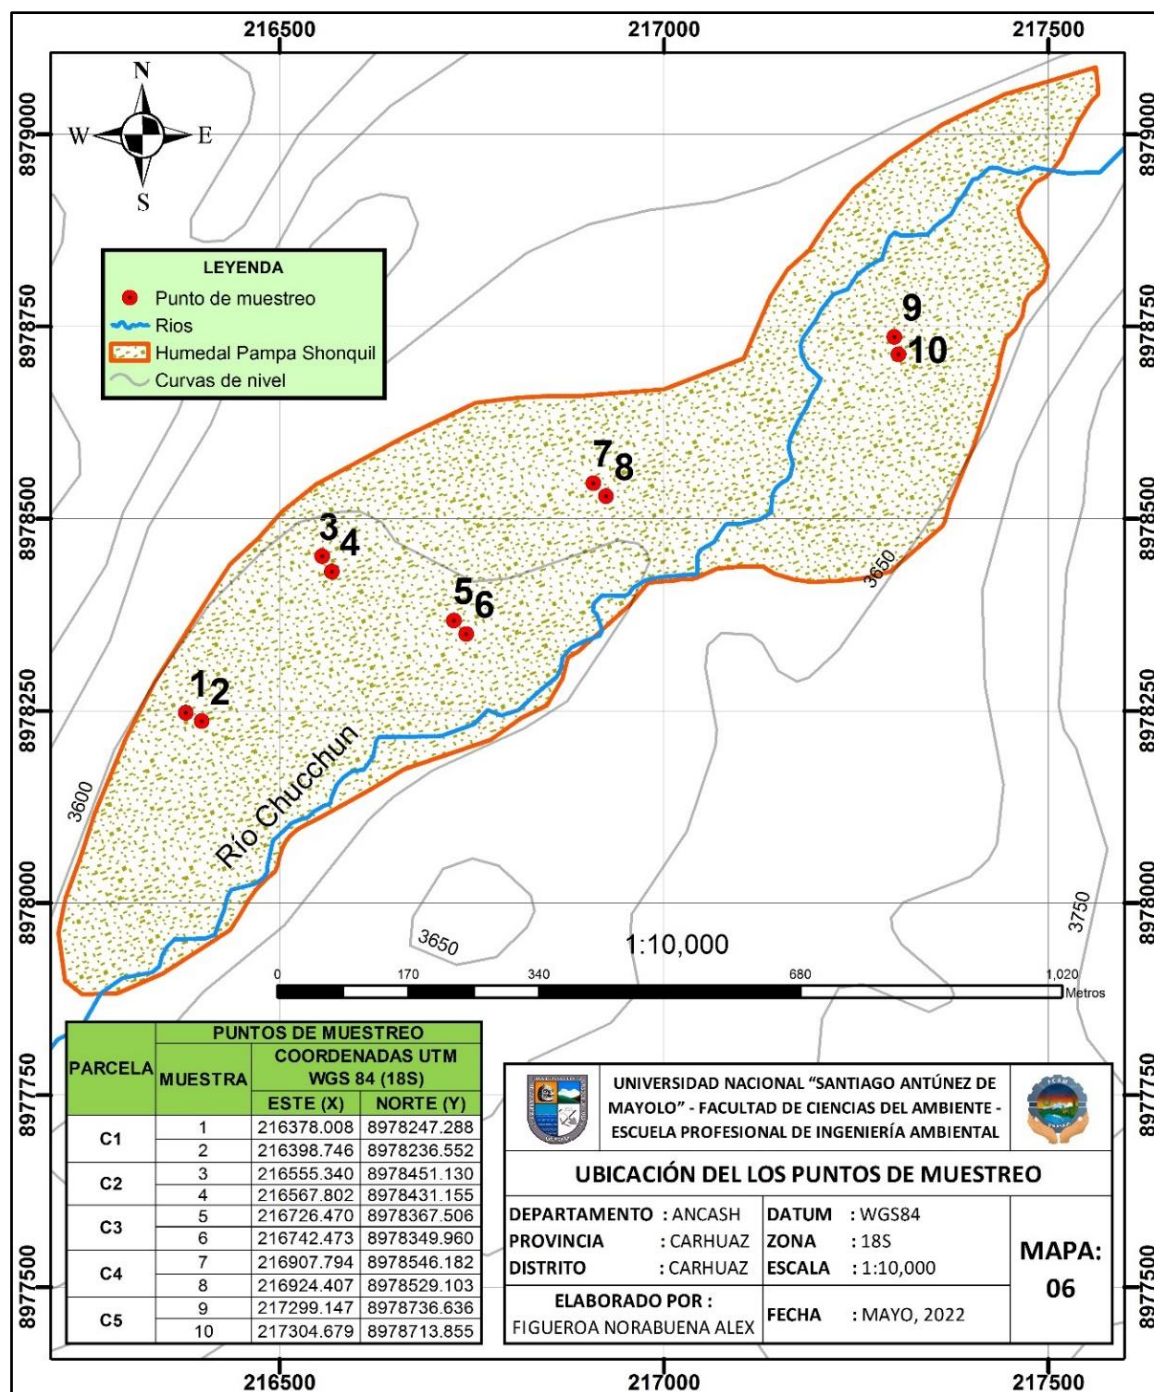 216500 217000 217500
N
W E
S
8979000 8979000
LEYENDA
Punto de muestreo
Rios
Humedal Pampa Shonquil
Curvas de nivel
8978750 8978750
9
10
7 8
8978500 8978500
3 4
3650
5 6
8978250 8978250
1 2
Río Chucchun
3600
8978000 8978000
3650
3750
1:10,000
0 170 340 680 1,020
Metros
8977750 8977750
PUNTOS DE MUESTREO
PARCELA MUESTRA COORDENADAS UTM
WGS 84 (18S)
ESTE (X) NORTE (Y)
C1 1 216378.008 8978247.288
2 216398.746 8978236.552
C2 3 216555.340 8978451.130
4 216567.802 8978431.155
C3 5 216726.470 8978367.506
6 216742.473 8978349.960
C4 7 216907.794 8978546.182
8 216924.407 8978529.103
C5 9 217299.147 8978736.636
10 217304.679 8978713.855
UNIVERSIDAD NACIONAL “SANTIAGO ANTÚNEZ DE
MAYOLO” - FACULTAD DE CIENCIAS DEL AMBIENTE -
ESCUELA PROFESIONAL DE INGENIERÍA AMBIENTAL
UBICACIÓN DEL LOS PUNTOS DE MUESTREO
DEPARTAMENTO : ANCASH DATUM : WGS84
PROVINCIA : CARHUAZ ZONA : 18S
DISTRITO : CARHUAZ ESCALA : 1:10,000
MAPA:
06
ELABORADO POR :
FIGUEROA NORABUENA ALEX
FECHA : MAYO, 2022
8977500 8977500
216500 217000 217500